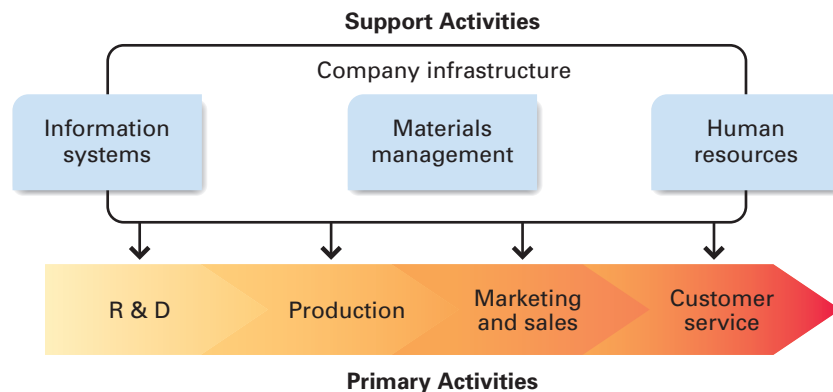 Support Activities
Company infrastructure
Information
systems
Materials
management
Human
resources
R & D
Production
Marketing
and sales
Customer
service
Primary Activities